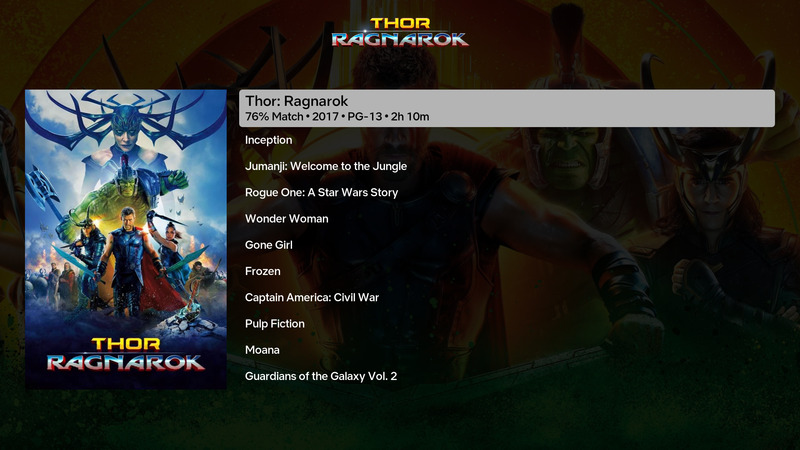 THOR
RAGNAROK
THOR
RAGNAROK
Thor: Ragnarok
76% Match • 2017 • PG-13 • 2h 10m
Inception
Jumanji: Welcome to the Jungle
Rogue One: A Star Wars Story
Wonder Woman
Gone Girl
Frozen
Captain America: Civil War
Pulp Fiction
Moana
Guardians of the Galaxy Vol. 2